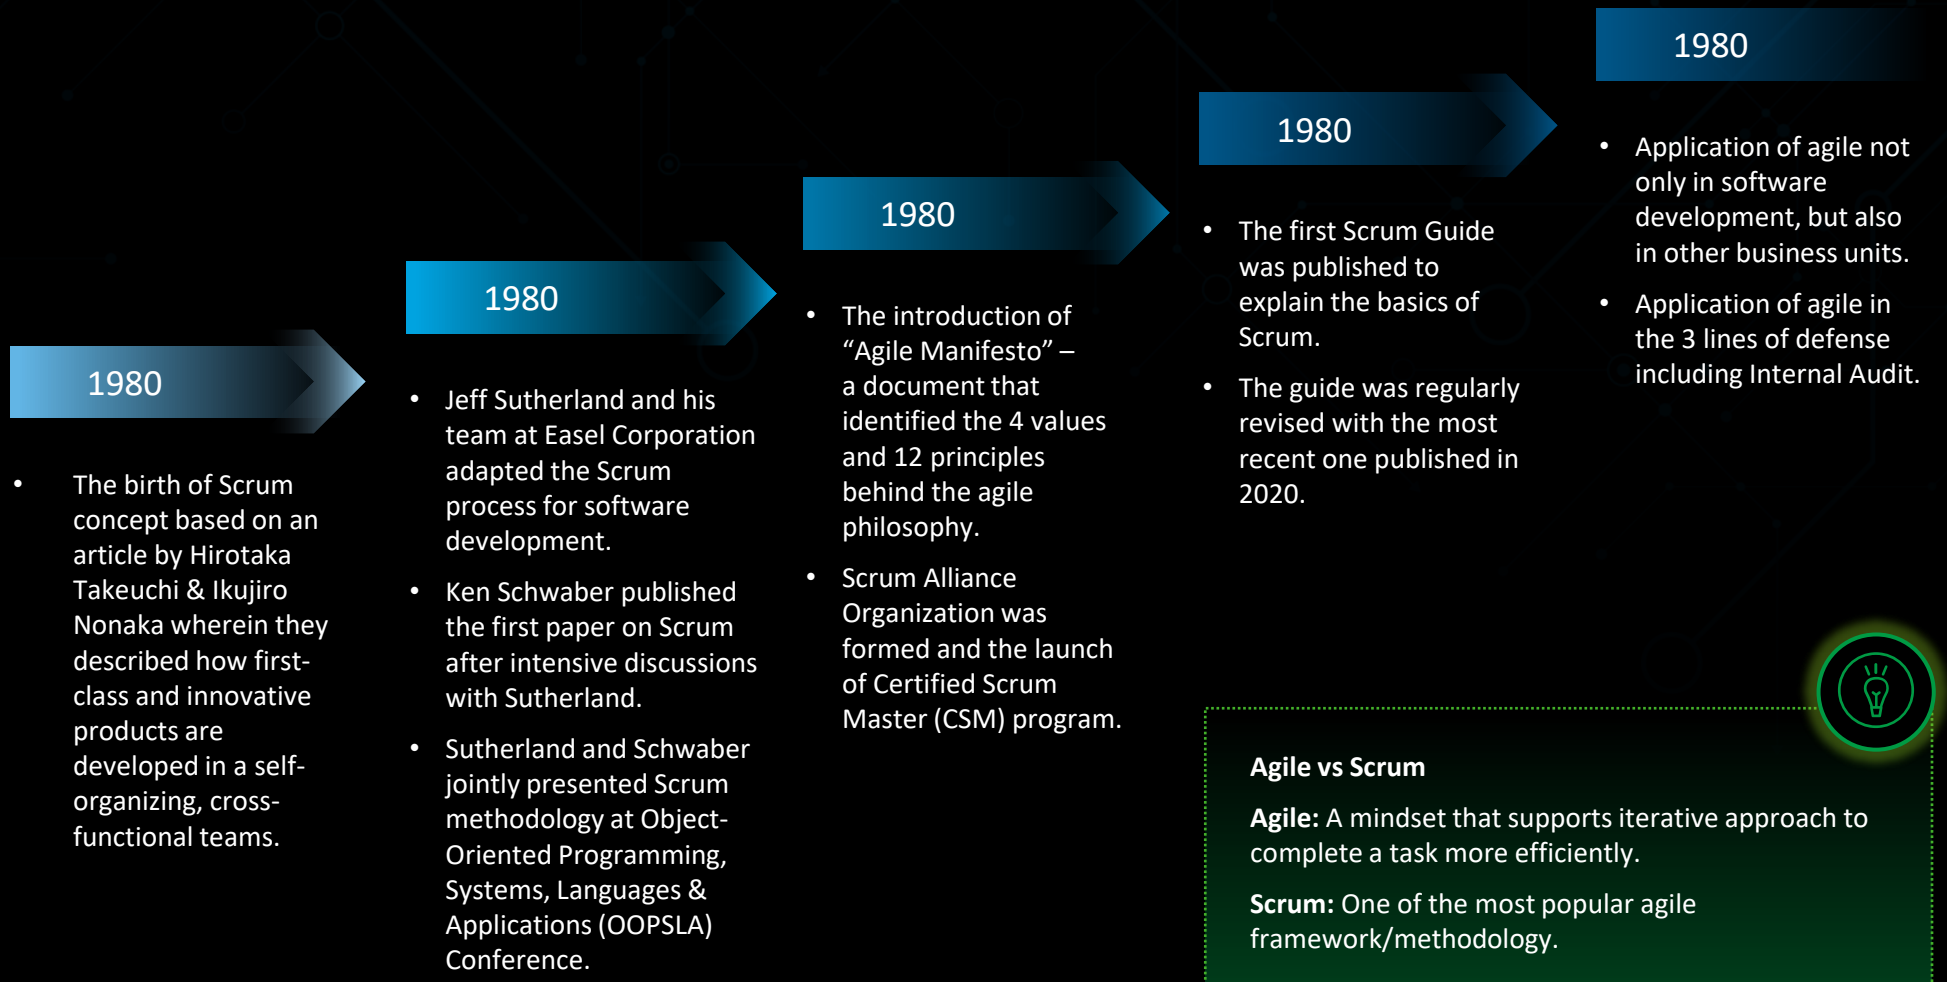 1980
• The birth of Scrum
concept based on an
article by Hirotaka
Takeuchi & Ikujiro
Nonaka wherein they
described how first-
class and innovative
products are
developed in a self-
organizing, cross-
functional teams.
1980
• Jeff Sutherland and his
team at Easel Corporation
adapted the Scrum
process for software
development.
• Ken Schwaber published
the first paper on Scrum
after intensive discussions
with Sutherland.
• Sutherland and Schwaber
jointly presented Scrum
methodology at Object-
Oriented Programming,
Systems, Languages &
Applications (OOPSLA)
Conference.
1980
• The introduction of
“Agile Manifesto” –
a document that
identified the 4 values
and 12 principles
behind the agile
philosophy.
• Scrum Alliance
Organization was
formed and the launch
of Certified Scrum
Master (CSM) program.
1980
• The first Scrum Guide
was published to
explain the basics of
Scrum.
• The guide was regularly
revised with the most
recent one published in
2020.
1980
• Application of agile not
only in software
development, but also
in other business units.
• Application of agile in
the 3 lines of defense
including Internal Audit.
Agile vs Scrum
Agile: A mindset that supports iterative approach to
complete a task more efficiently.
Scrum: One of the most popular agile
framework/methodology.